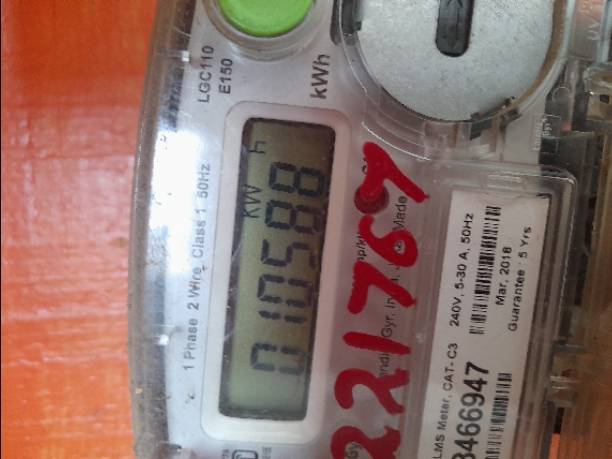 LGC110
E150
kWh
1 Phase 2 Wire Class 1 50Hz
kW h
010588
221769
LMS Meter, CAT- C3 240V, 5-30 A, 50Hz
Mar, 2018
3466947
Guarantee : 5 Yrs